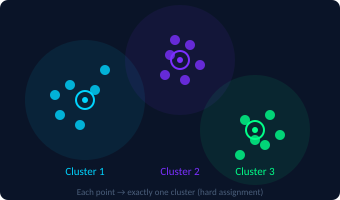 Cluster 1 Cluster 2 Cluster 3
Each point → exactly one cluster (hard assignment)